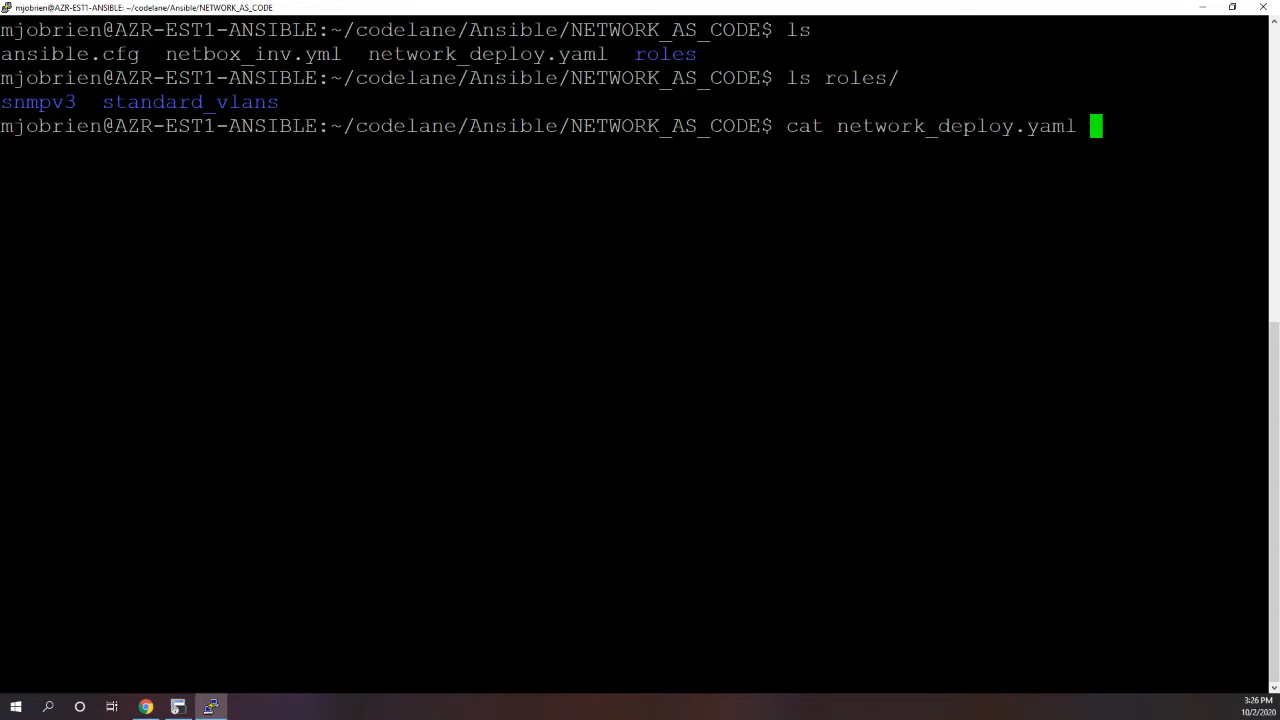 mjobrien@AZR-EST1-ANSIBLE: ~/codelane/Ansible/NETWORK_AS_CODE
mjobrien@AZR-EST1-ANSIBLE:~/codelane/Ansible/NETWORK_AS_CODE$ ls
ansible.cfg  netbox_inv.yml  network_deploy.yaml  roles
mjobrien@AZR-EST1-ANSIBLE:~/codelane/Ansible/NETWORK_AS_CODE$ ls roles/
snmpv3  standard_vlans
mjobrien@AZR-EST1-ANSIBLE:~/codelane/Ansible/NETWORK_AS_CODE$ cat network_deploy.yaml
3:26 PM
10/2/2020